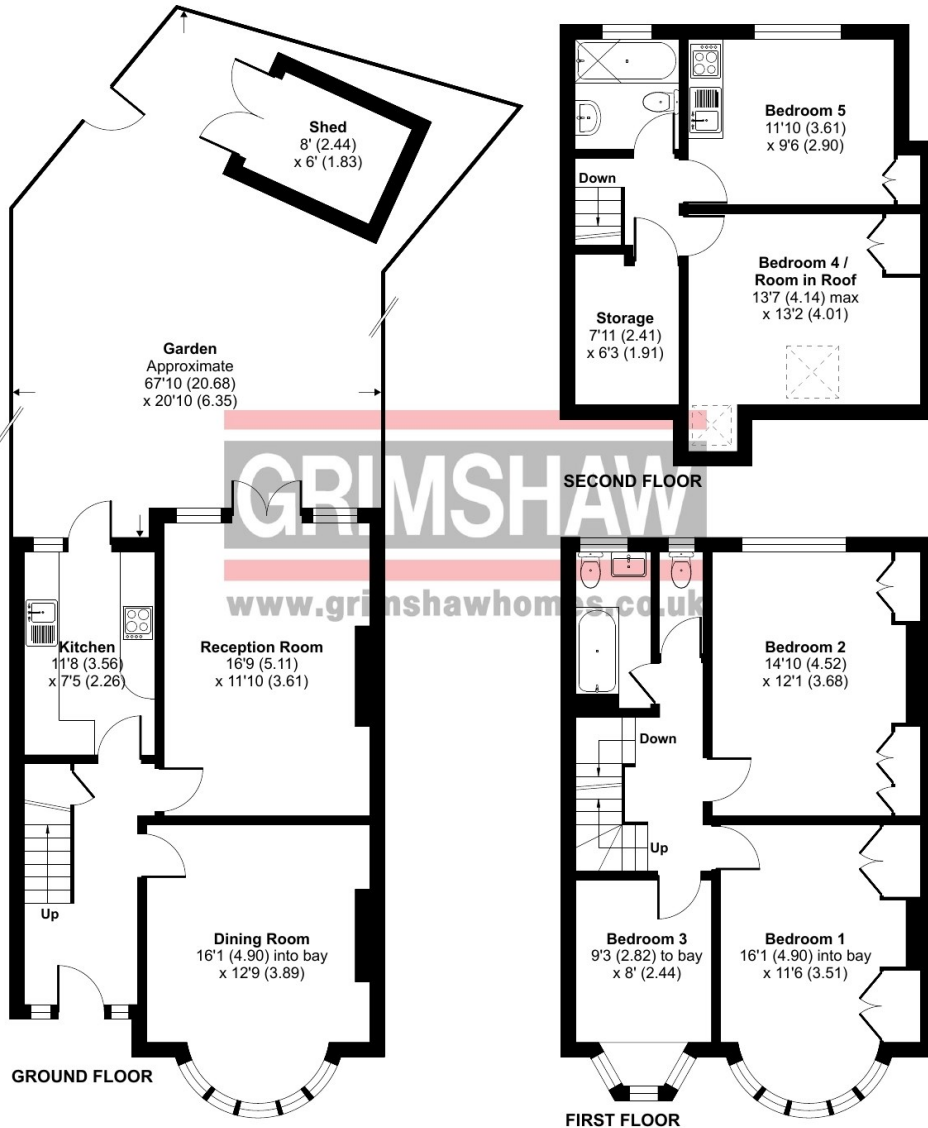 Shed
8' (2.44)
x 6' (1.83)
Garden
Approximate
67'10 (20.68)
x 20'10 (6.35)
Kitchen
11'8 (3.56)
x 7'5 (2.26)
Reception Room
16'9 (5.11)
x 11'10 (3.61)
Up
Dining Room
16'1 (4.90) into bay
x 12'9 (3.89)
GROUND FLOOR
Bedroom 5
11'10 (3.61)
x 9'6 (2.90)
Down
Bedroom 4 /
Room in Roof
13'7 (4.14) max
x 13'2 (4.01)
Storage
7'11 (2.41)
x 6'3 (1.91)
SECOND FLOOR
GRIMSHAW
www.grimshawhomes.co.uk
Bedroom 2
14'10 (4.52)
x 12'1 (3.68)
Down
Up
Bedroom 3
9'3 (2.82) to bay
x 8' (2.44)
Bedroom 1
16'1 (4.90) into bay
x 11'6 (3.51)
FIRST FLOOR